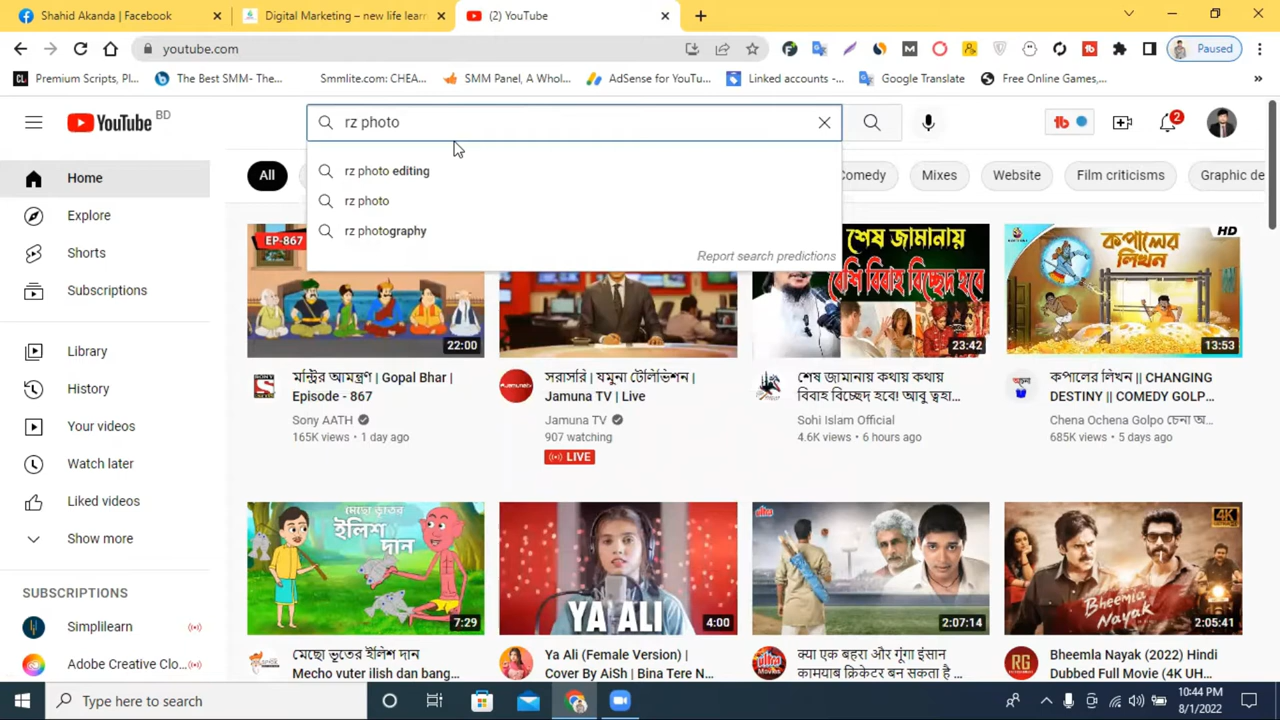 Shahid Akanda | Facebook
Digital Marketing – new life learn
(2) YouTube
youtube.com
Paused
Premium Scripts, Pl...
The Best SMM- The...
Smmlite.com: CHEA...
SMM Panel, A Whol...
AdSense for YouTu...
Linked accounts -...
Google Translate
Free Online Games,...
YouTube BD
rz photo
2
rz photo editing
rz photo
rz photography
Report search predictions
All
Comedy
Mixes
Website
Film criticisms
Graphic de
Home
Explore
Shorts
Subscriptions
Library
History
Your videos
Watch later
Liked videos
Show more
SUBSCRIPTIONS
Simplilearn
Adobe Creative Clo...
EP-867
22:00
শেষ জামানায়
বেশি বিবাহ বিচ্ছেদ হবে
23:42
কপালের লিখন
HD
13:53
মন্ত্রির আমন্ত্রণ | Gopal Bhar |
Episode - 867
Sony AATH
165K views • 1 day ago
সরাসরি | যমুনা টেলিভিশন |
Jamuna TV | Live
Jamuna TV
907 watching
LIVE
শেষ জামানায় কথায় কথায়
বিবাহ বিচ্ছেদ হবে! আবু ত্বহা...
Sohi Islam Official
4.6K views • 6 hours ago
কপালের লিখন || CHANGING
DESTINY || COMEDY GOLP...
Chena Ochena Golpo চেনা অ...
685K views • 5 days ago
মেছো ভূতের
ইলিশ
দান
7:29
YA ALI
4:00
2:07:14
4K UHD
Bheemla
Nayak
2:05:41
মেছো ভূতের ইলিশ দান
Mecho vuter ilish dan bang...
Ya Ali (Female Version) |
Cover By AiSh | Bina Tere N...
क्या एक बहरा और गूंगा इंसान
कामयाब क्रिकेटर बन सकता है ...
RG
Bheemla Nayak (2022) Hindi
Dubbed Full Movie (4K UH...
Type here to search
10:44 PM
8/1/2022